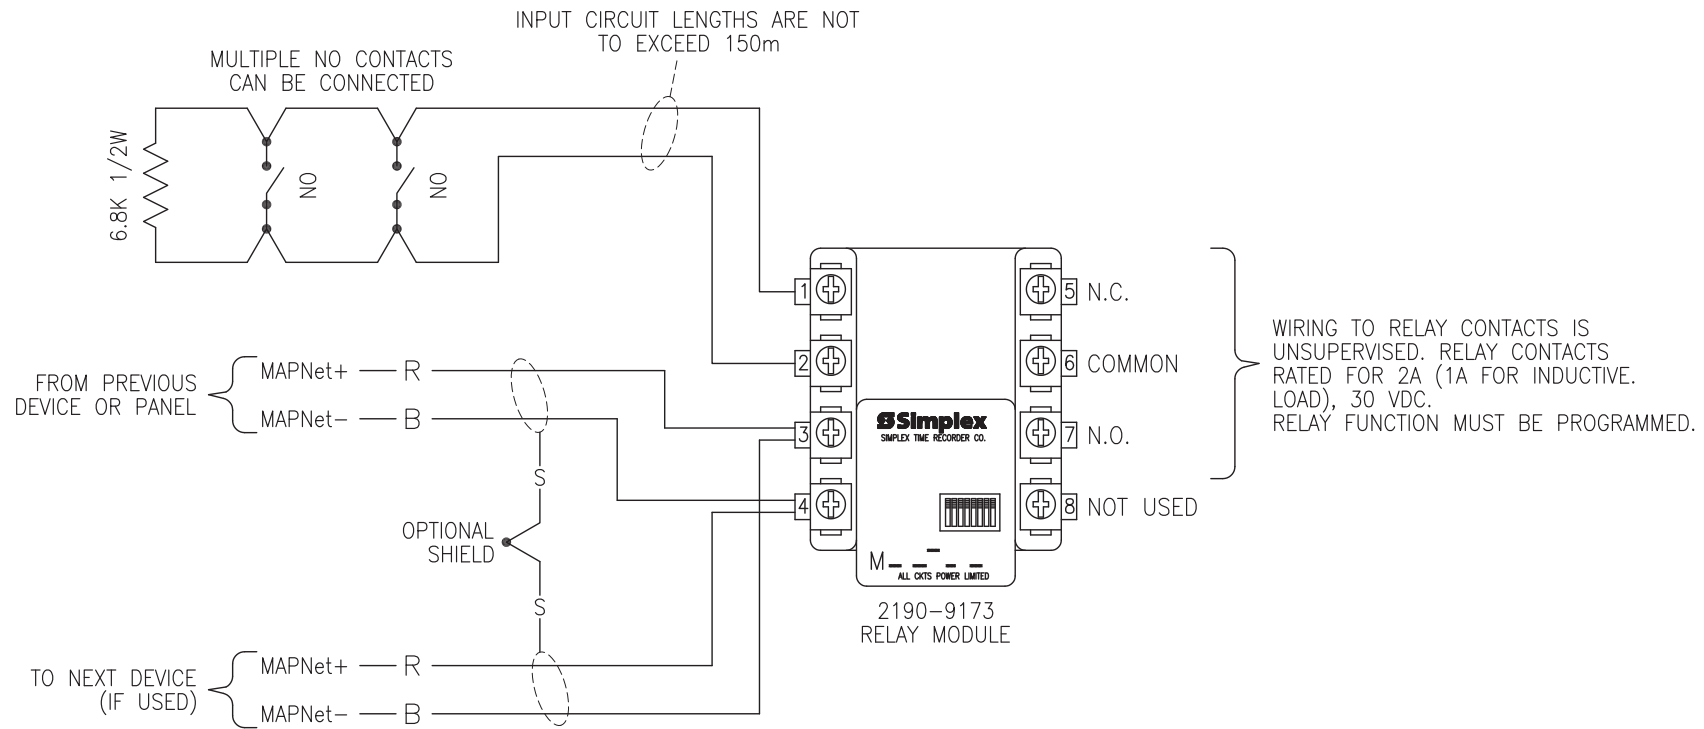 INPUT CIRCUIT LENGTHS ARE NOT
TO EXCEED 150m
MULTIPLE NO CONTACTS
CAN BE CONNECTED
6.8K 1/2W
NO
NO
1
2
3
4
5 N.C.
6 COMMON
7 N.O.
8 NOT USED
WIRING TO RELAY CONTACTS IS
UNSUPERVISED. RELAY CONTACTS
RATED FOR 2A (1A FOR INDUCTIVE.
LOAD), 30 VDC.
RELAY FUNCTION MUST BE PROGRAMMED.
FROM PREVIOUS
DEVICE OR PANEL
MAPNet+ R
MAPNet- B
S
OPTIONAL
SHIELD
S
Simplex
SIMPLEX TIME RECORDER CO.
M
ALL CKTS POWER LIMITED
2190-9173
RELAY MODULE
TO NEXT DEVICE
(IF USED)
MAPNet+ R
MAPNet- B